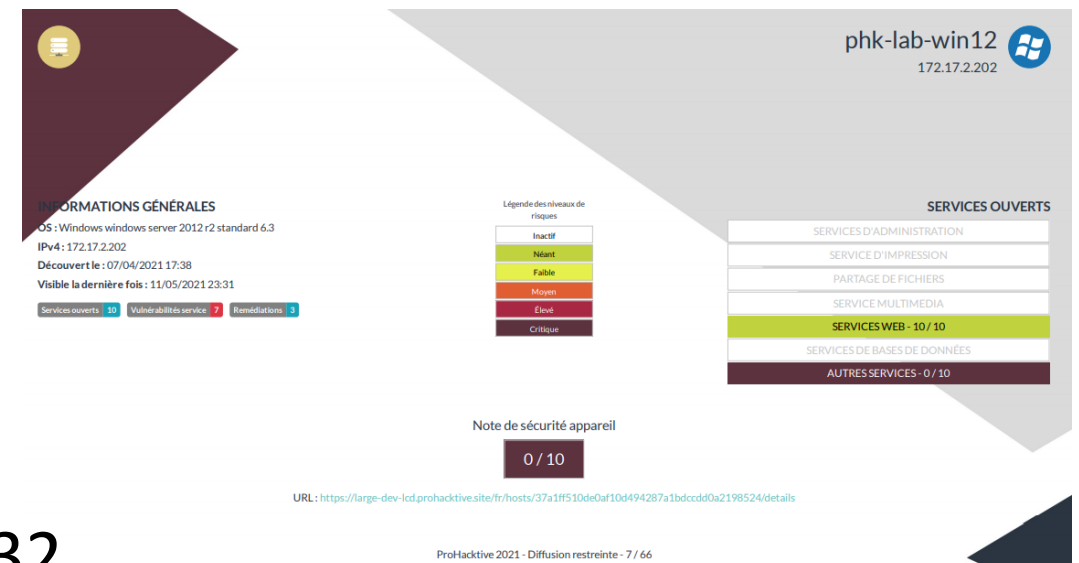 phk-lab-win12
172.17.2.202
INFORMATIONS GÉNÉRALES
OS : Windows windows server 2012 r2 standard 6.3
IPv4 : 172.17.2.202
Découvert le : 07/04/2021 17:38
Visible la dernière fois : 11/05/2021 23:31
Services ouverts 10 Vulnérabilités service 7 Remédiations 3
Légende des niveaux de
risques
Inactif
Néant
Faible
Moyen
Élevé
Critique
SERVICES OUVERTS
SERVICES D'ADMINISTRATION
SERVICE D'IMPRESSION
PARTAGE DE FICHIERS
SERVICE MULTIMEDIA
SERVICES WEB - 10 / 10
SERVICES DE BASES DE DONNÉES
AUTRES SERVICES - 0 / 10
Note de sécurité appareil
0 / 10
URL : https://large-dev-lcd.prohacktive.site/fr/hosts/37a1ff510de0af10d494287a1bdccdd0a2198524/details
32
ProHacktive 2021 - Diffusion restreinte - 7 / 66